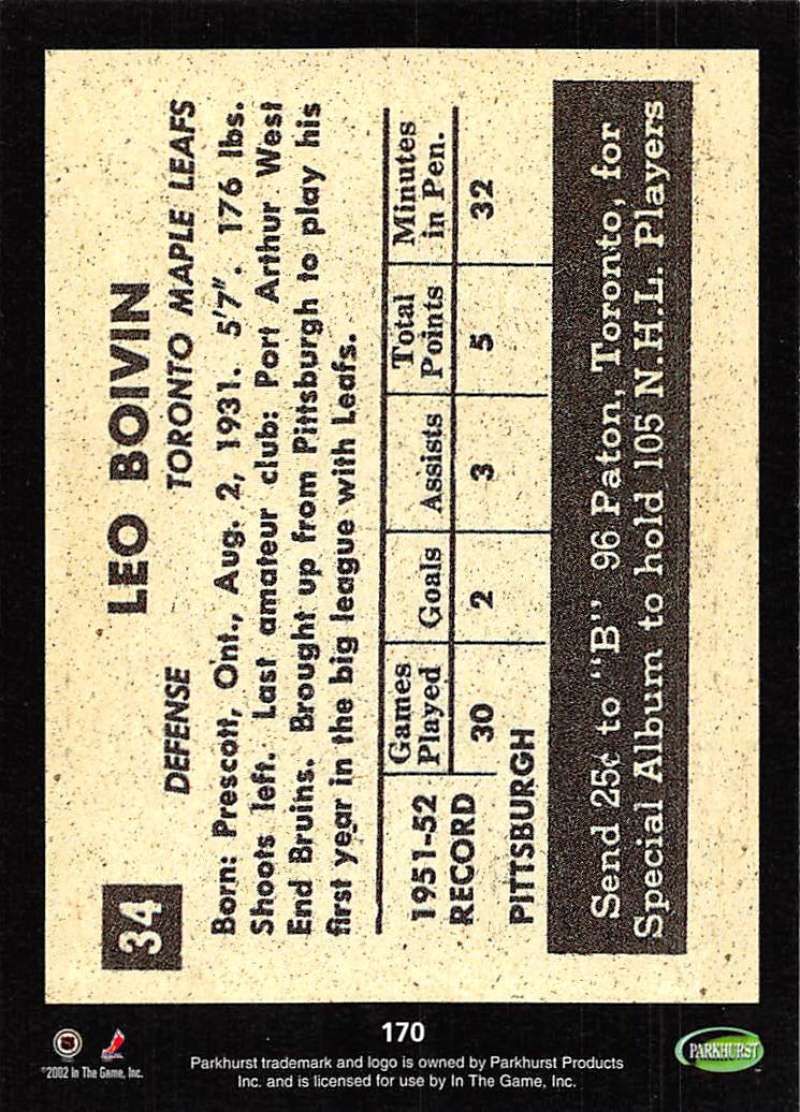 34
LEO BOIVIN
DEFENSE TORONTO MAPLE LEAFS
Born: Prescott, Ont., Aug. 2, 1931. 5'7". 176 lbs.
Shoots left. Last amateur club: Port Arthur West
End Bruins. Brought up from Pittsburgh to play his
first year in the big league with Leafs.
1951-52 RECORD Games Played Goals Assists Total Points Minutes in Pen.
PITTSBURGH 30 2 3 5 32
Send 25¢ to "B" 96 Paton, Toronto, for
Special Album to hold 105 N.H.L. Players
170
Parkhurst trademark and logo is owned by Parkhurst Products
Inc. and is licensed for use by In The Game, Inc.
©2002 In The Game, Inc.
PARKHURST